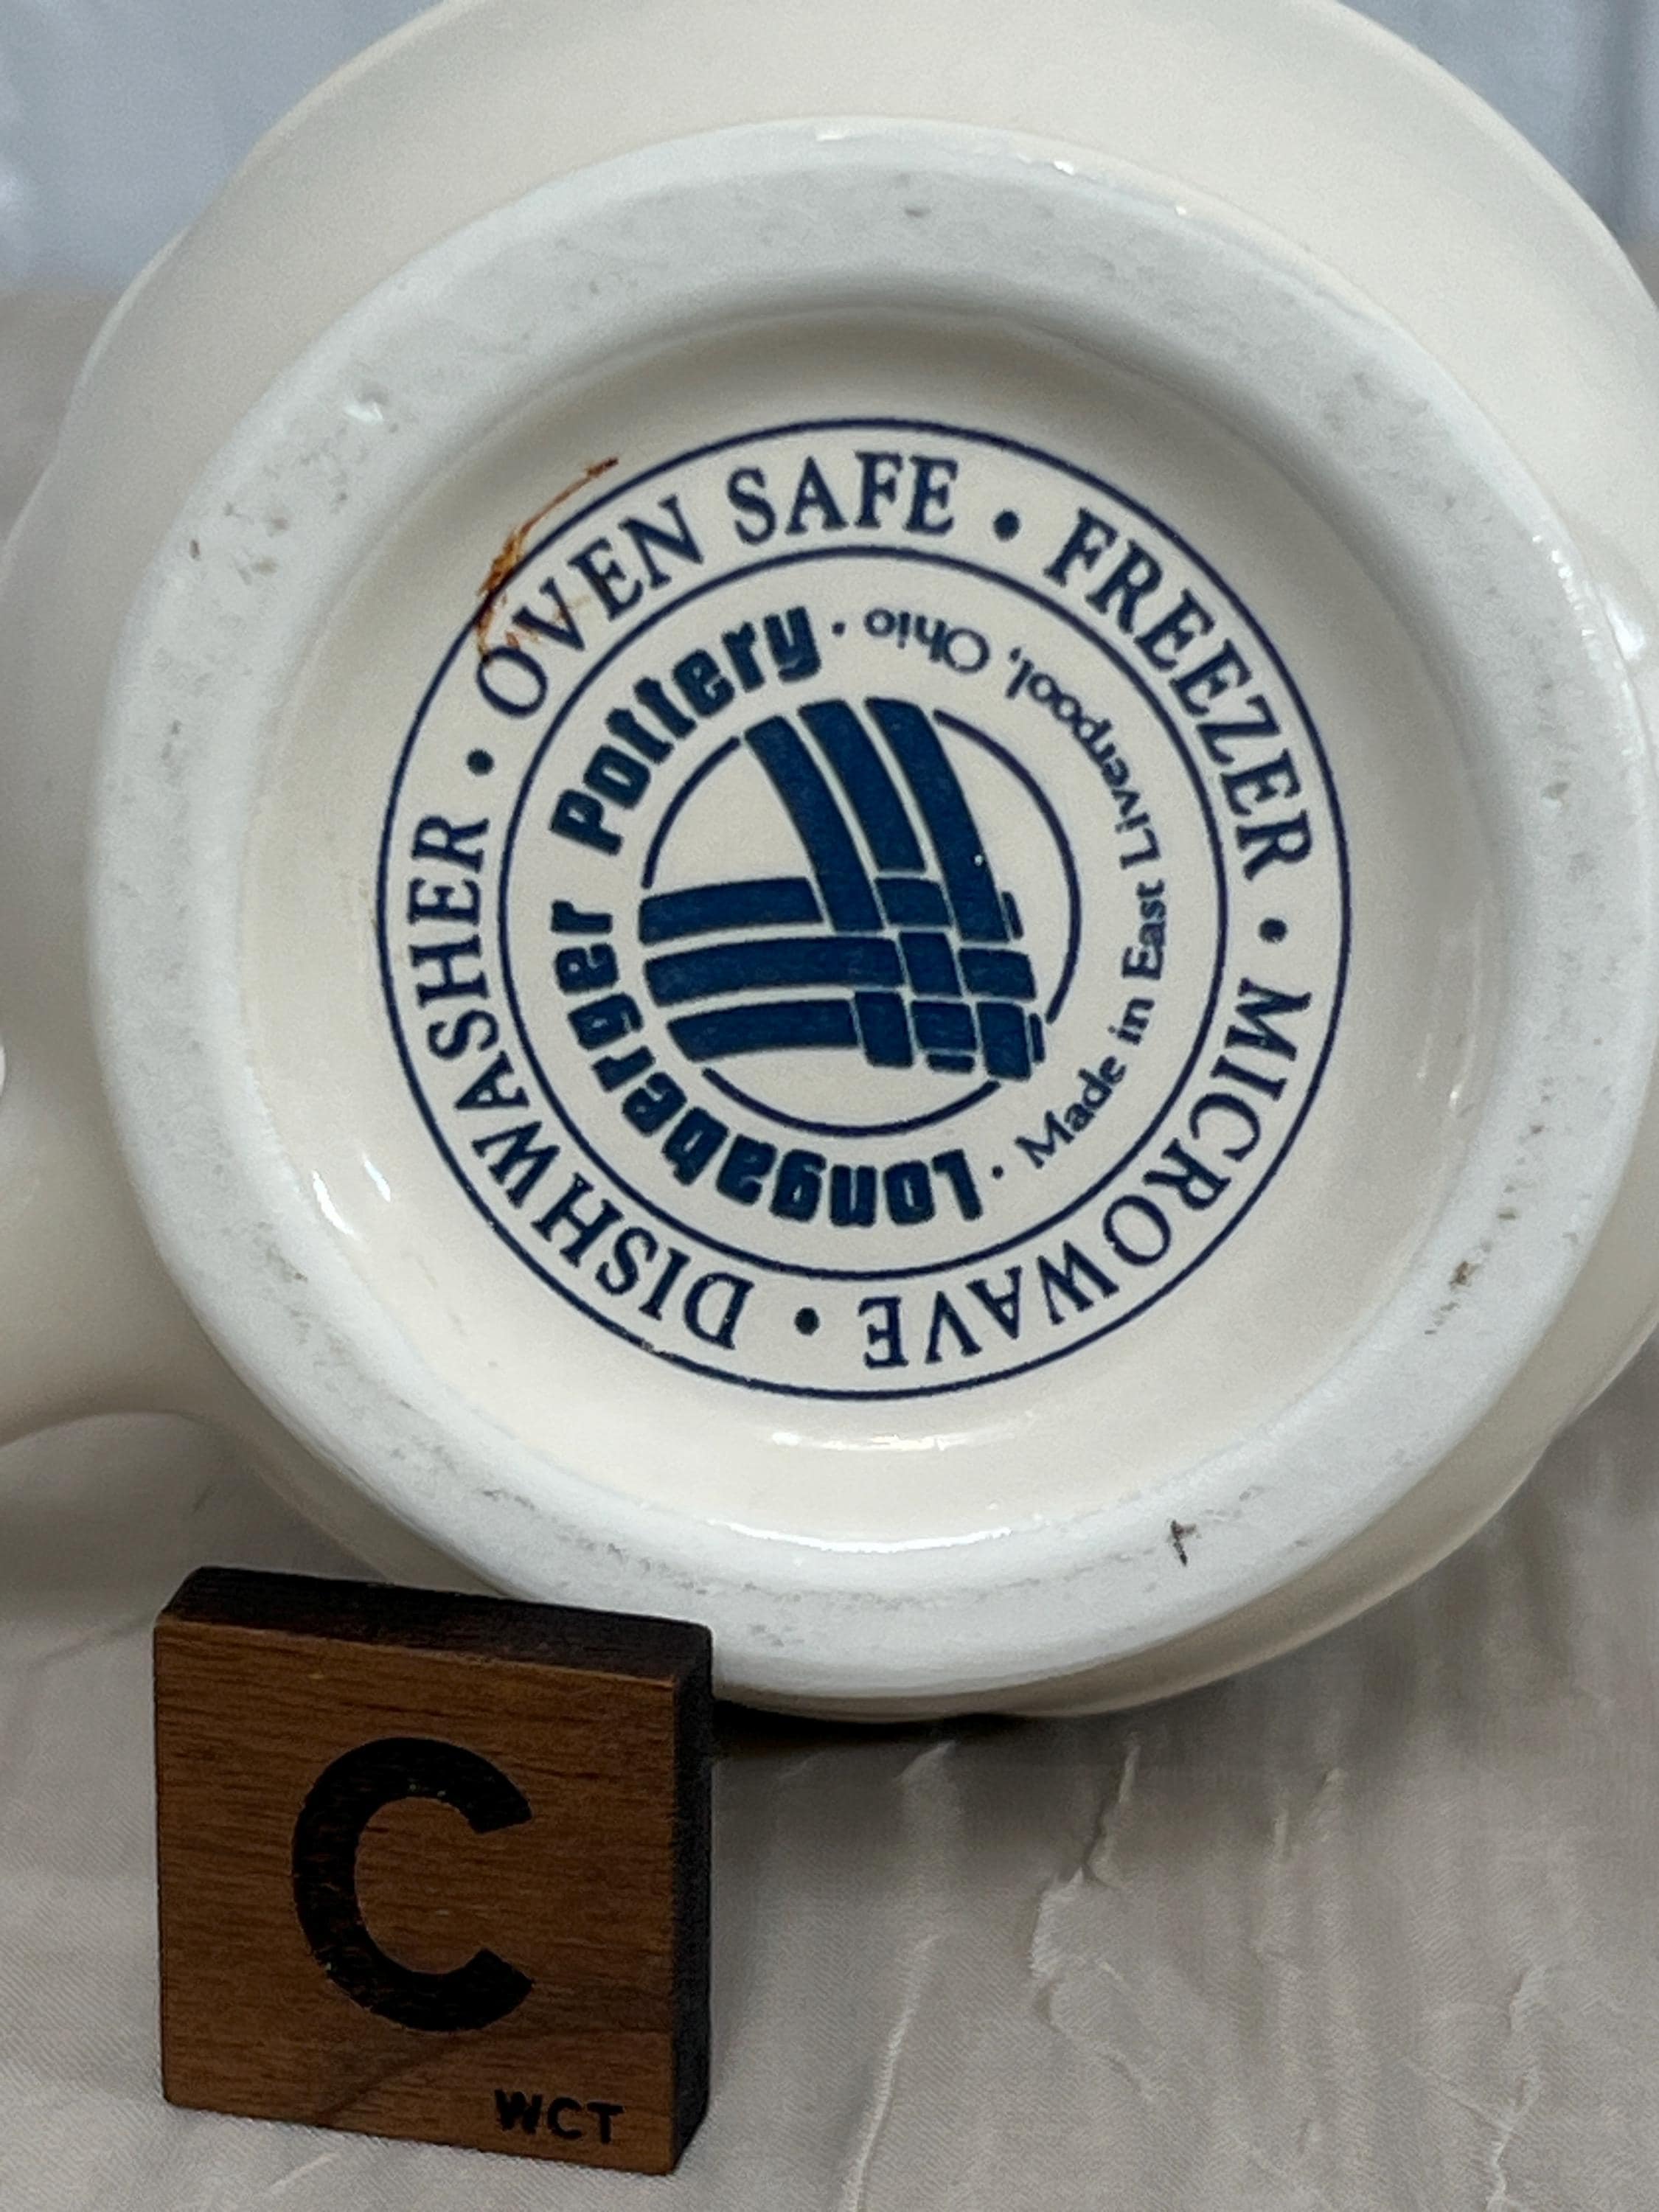 OVEN SAFE • FREEZER • MICROWAVE • DISHWASHER •
Longaberger Pottery
• Made in East Liverpool, Ohio •
C
WCT